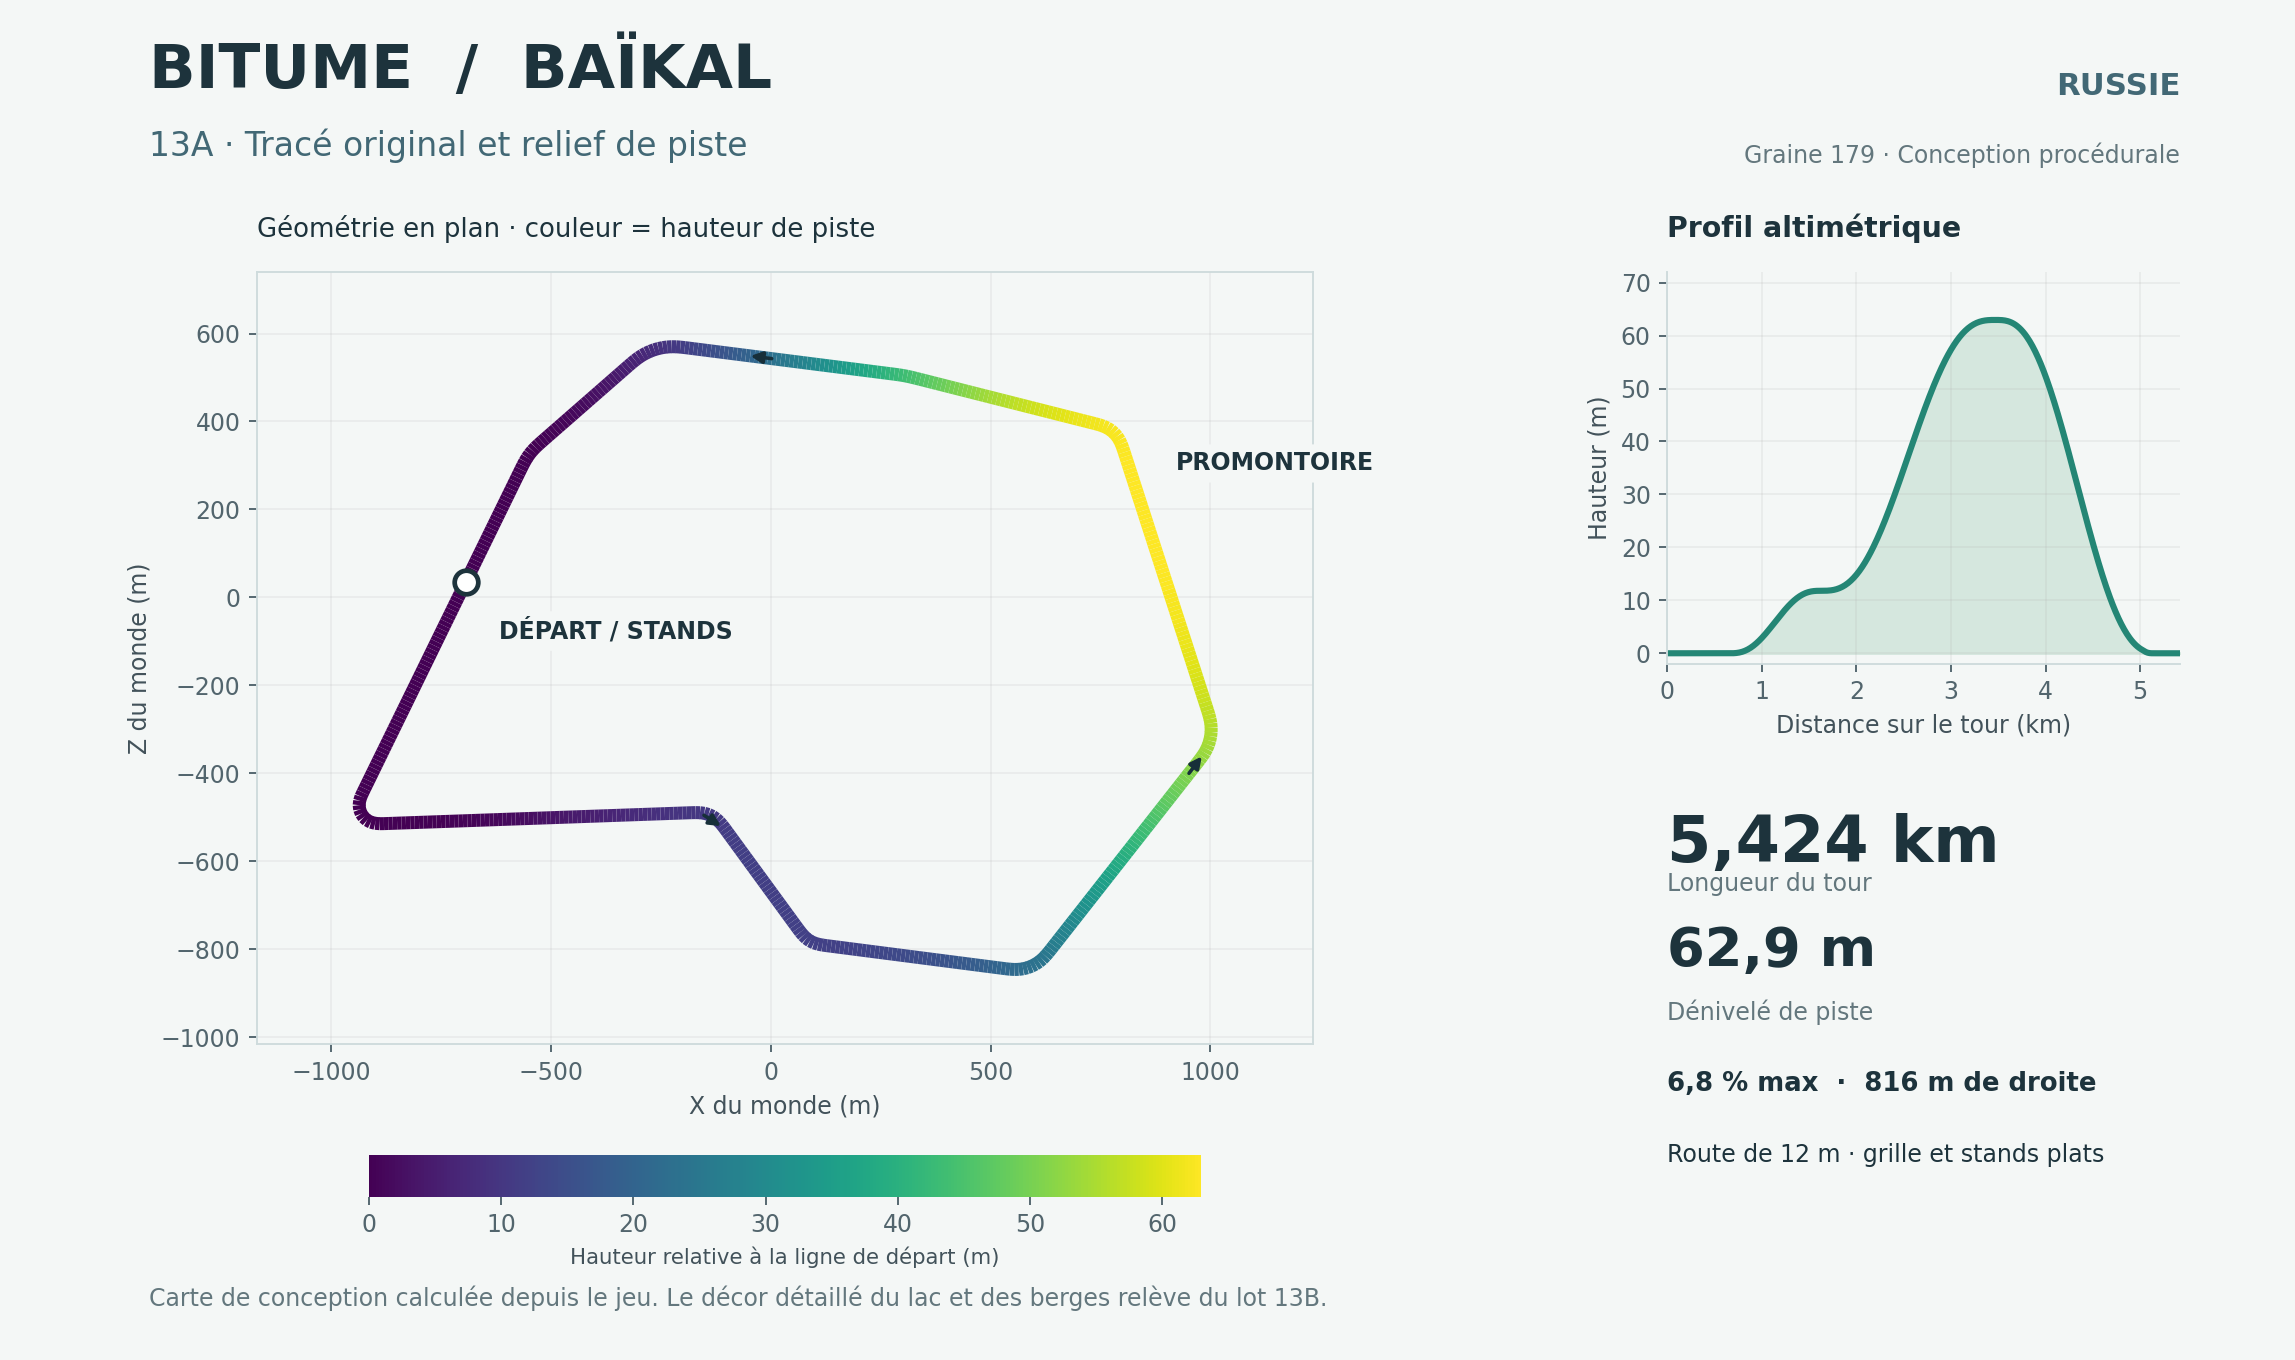 BITUME / BAÏKAL
RUSSIE
13A · Tracé original et relief de piste
Graine 179 · Conception procédurale
Géométrie en plan · couleur = hauteur de piste
600
400
200
0
−200
−400
−600
−800
−1000
Z du monde (m)
PROMONTOIRE
DÉPART / STANDS
−1000 −500 0 500 1000
X du monde (m)
0 10 20 30 40 50 60
Hauteur relative à la ligne de départ (m)
Profil altimétrique
70
60
50
40
30
20
10
0
Hauteur (m)
0 1 2 3 4 5
Distance sur le tour (km)
5,424 km
Longueur du tour
62,9 m
Dénivelé de piste
6,8 % max · 816 m de droite
Route de 12 m · grille et stands plats
Carte de conception calculée depuis le jeu. Le décor détaillé du lac et des berges relève du lot 13B.